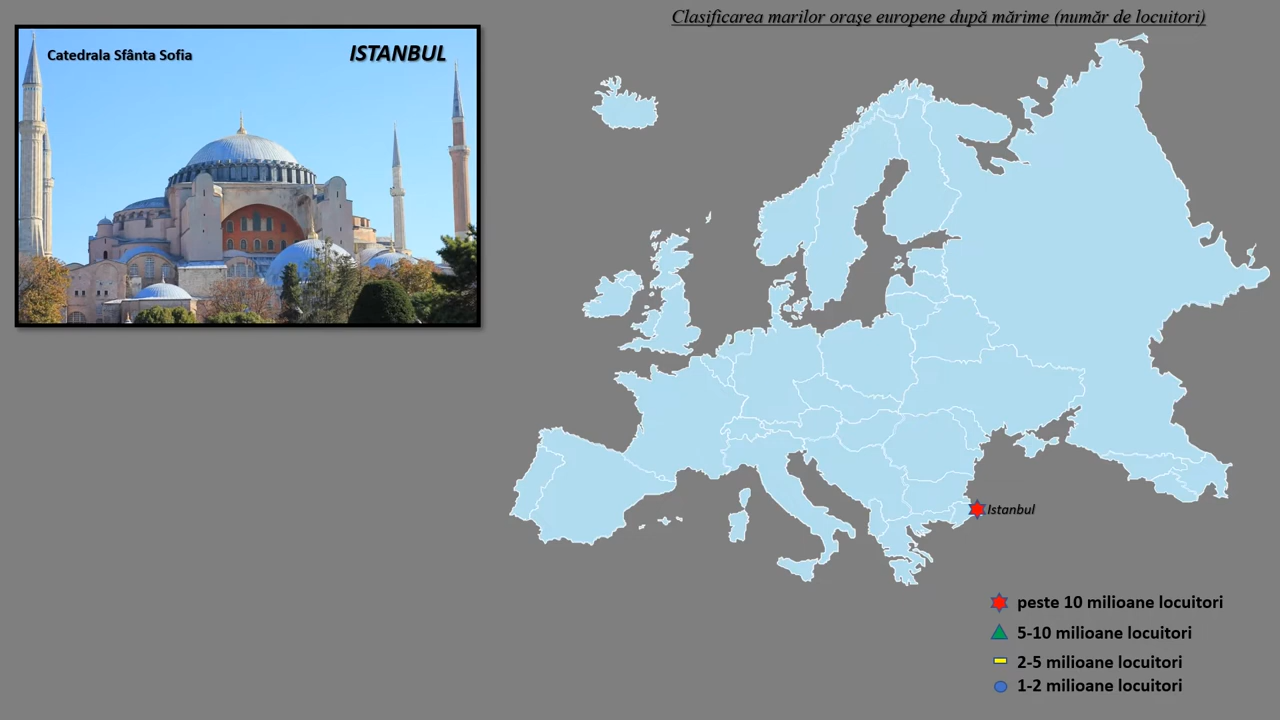 Clasificarea marilor orașe europene după mărime (număr de locuitori)
Catedrala Sfânta Sofia
ISTANBUL
Istanbul
peste 10 milioane locuitori
5-10 milioane locuitori
2-5 milioane locuitori
1-2 milioane locuitori